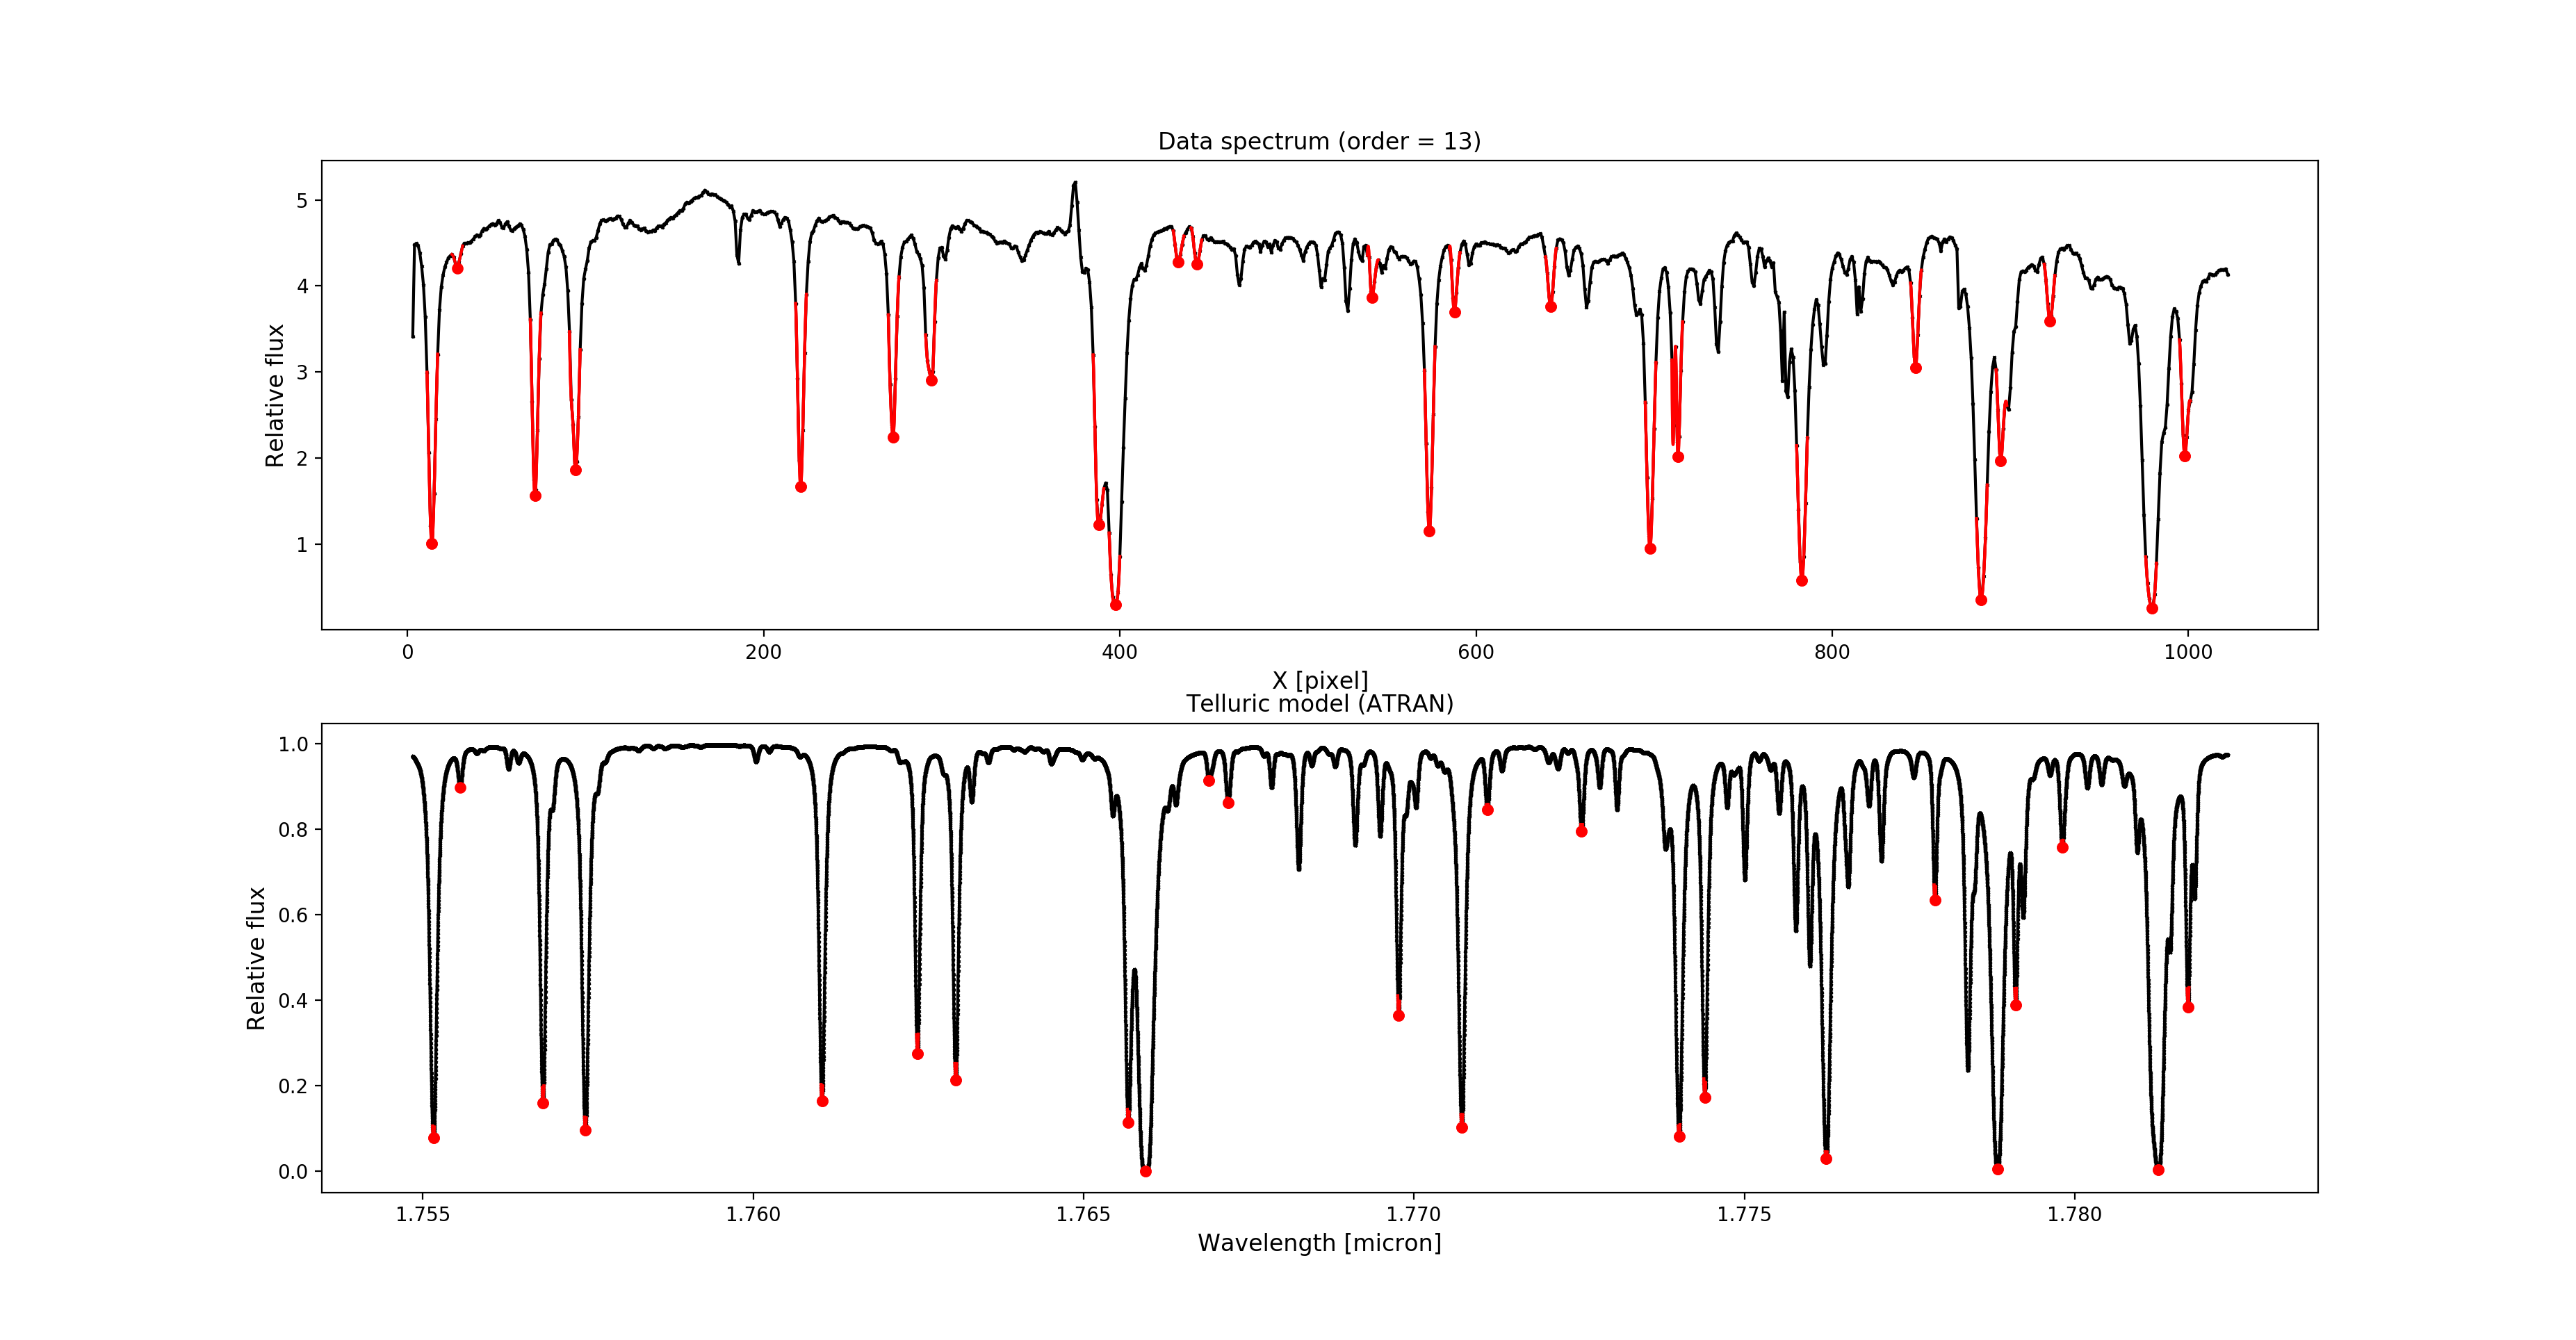 Data spectrum (order = 13)
5
4
3
2
1
Relative flux
0 200 400 600 800 1000
X [pixel]
Telluric model (ATRAN)
1.0
0.8
0.6
0.4
0.2
0.0
Relative flux
1.755 1.760 1.765 1.770 1.775 1.780
Wavelength [micron]